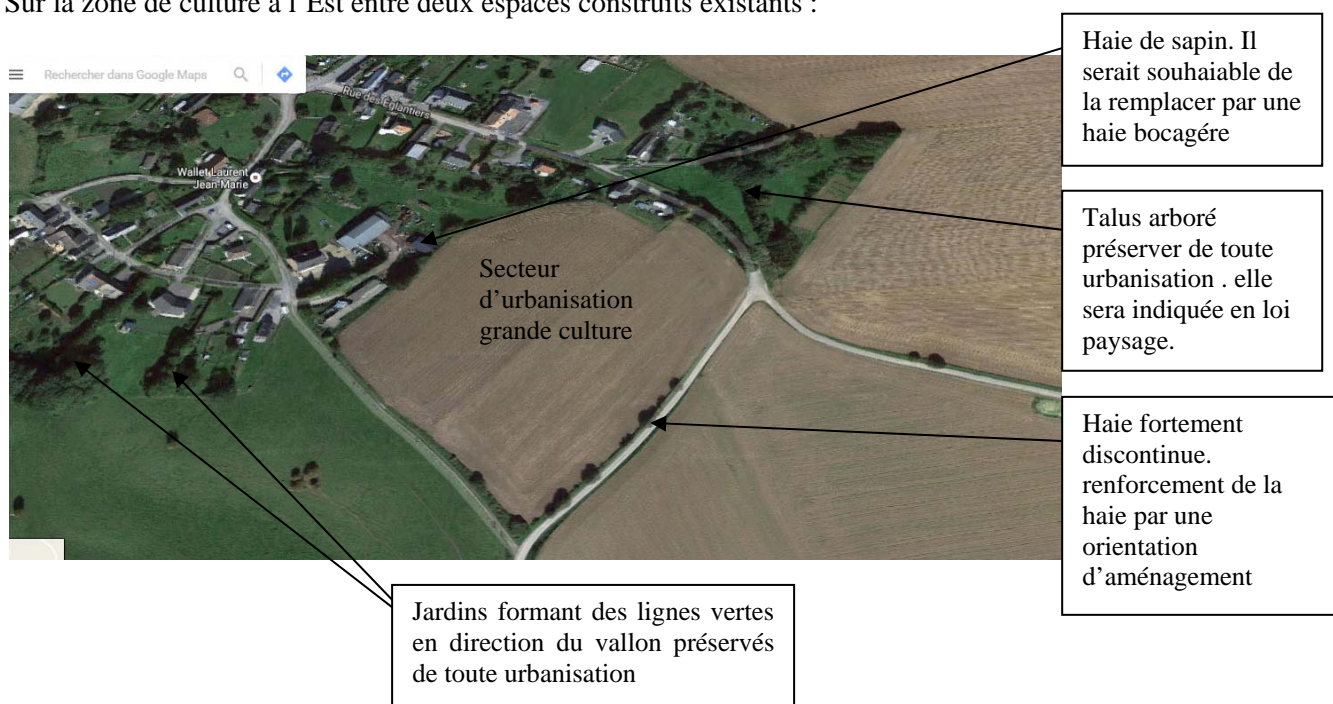 Sur la zone de culture à l'Est entre deux espaces construits existants :
Rechercher dans Google Maps
Rue des Églantiers
Wallet Laurent
Jean-Marie
Secteur
d'urbanisation
grande culture
Haie de sapin. Il
serait souhaiable de
la remplacer par une
haie bocagére
Talus arboré
préserver de toute
urbanisation . elle
sera indiquée en loi
paysage.
Haie fortement
discontinue.
renforcement de la
haie par une
orientation
d'aménagement
Jardins formant des lignes vertes
en direction du vallon préservés
de toute urbanisation